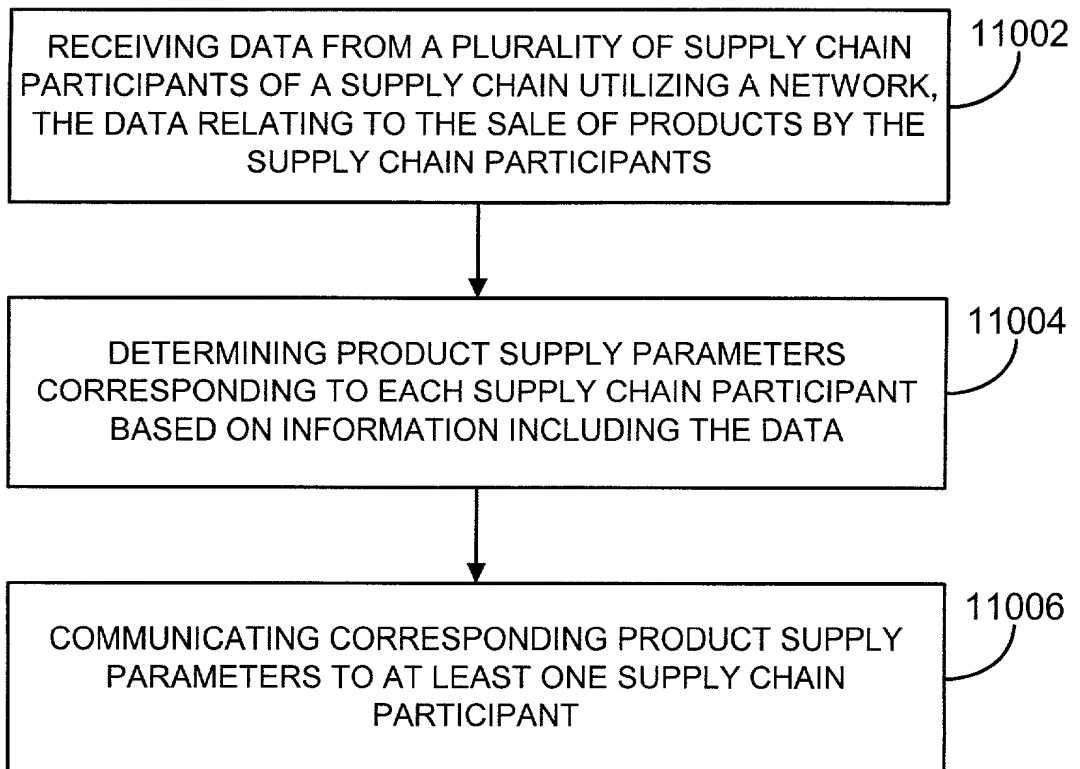 RECEIVING DATA FROM A PLURALITY OF SUPPLY CHAIN
PARTICIPANTS OF A SUPPLY CHAIN UTILIZING A NETWORK,
THE DATA RELATING TO THE SALE OF PRODUCTS BY THE
SUPPLY CHAIN PARTICIPANTS
11002
DETERMINING PRODUCT SUPPLY PARAMETERS
CORRESPONDING TO EACH SUPPLY CHAIN PARTICIPANT
BASED ON INFORMATION INCLUDING THE DATA
11004
COMMUNICATING CORRESPONDING PRODUCT SUPPLY
PARAMETERS TO AT LEAST ONE SUPPLY CHAIN
PARTICIPANT
11006